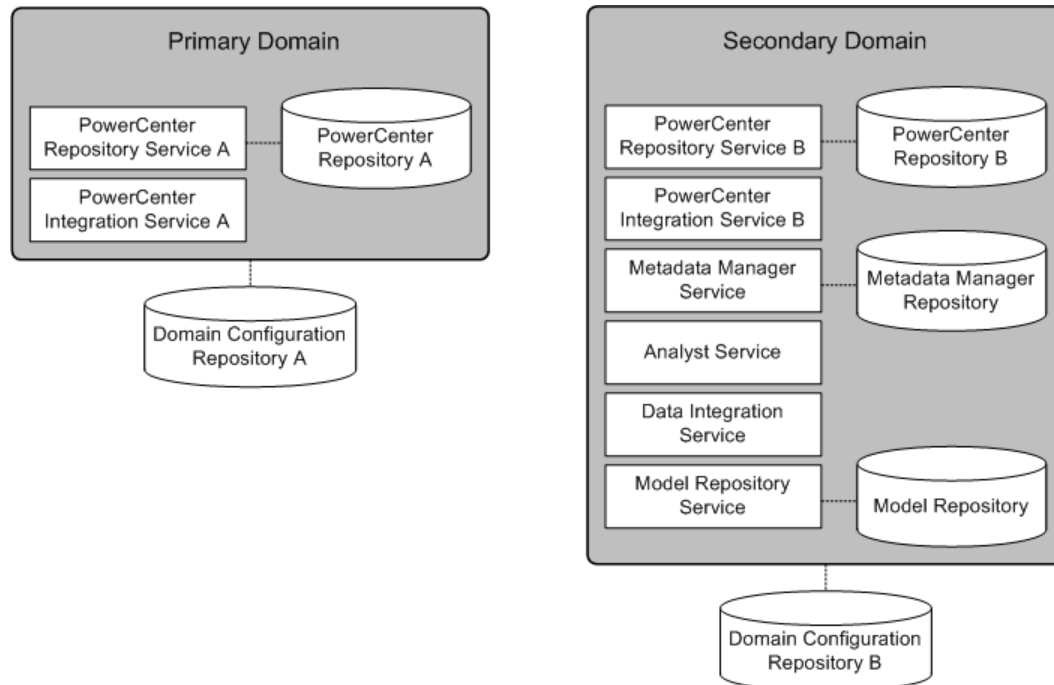 Primary Domain
PowerCenter
Repository Service A
PowerCenter
Repository A
PowerCenter
Integration Service A
Domain Configuration
Repository A
Secondary Domain
PowerCenter
Repository Service B
PowerCenter
Repository B
PowerCenter
Integration Service B
Metadata Manager
Service
Metadata Manager
Repository
Analyst Service
Data Integration
Service
Model Repository
Service
Model Repository
Domain Configuration
Repository B